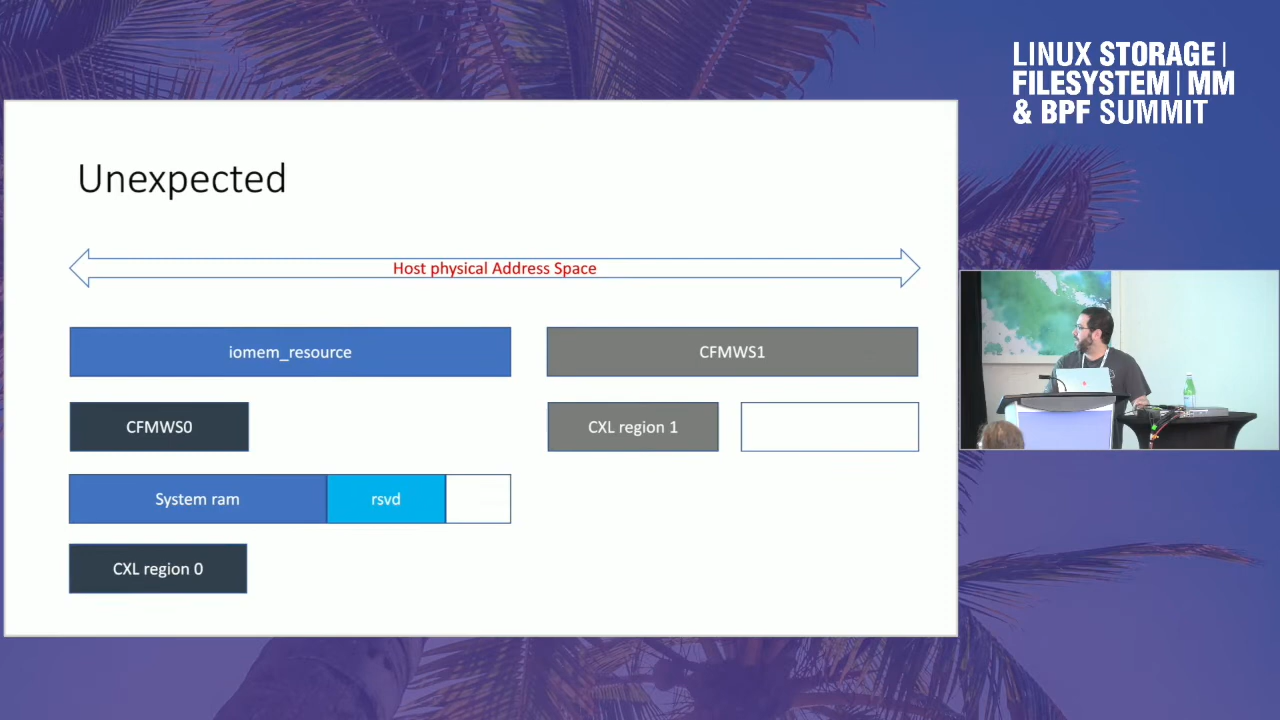 LINUX STORAGE |
FILESYSTEM | MM
& BPF SUMMIT
Unexpected
Host physical Address Space
iomem_resource
CFMWS1
CFMWS0
CXL region 1
System ram
rsvd
CXL region 0